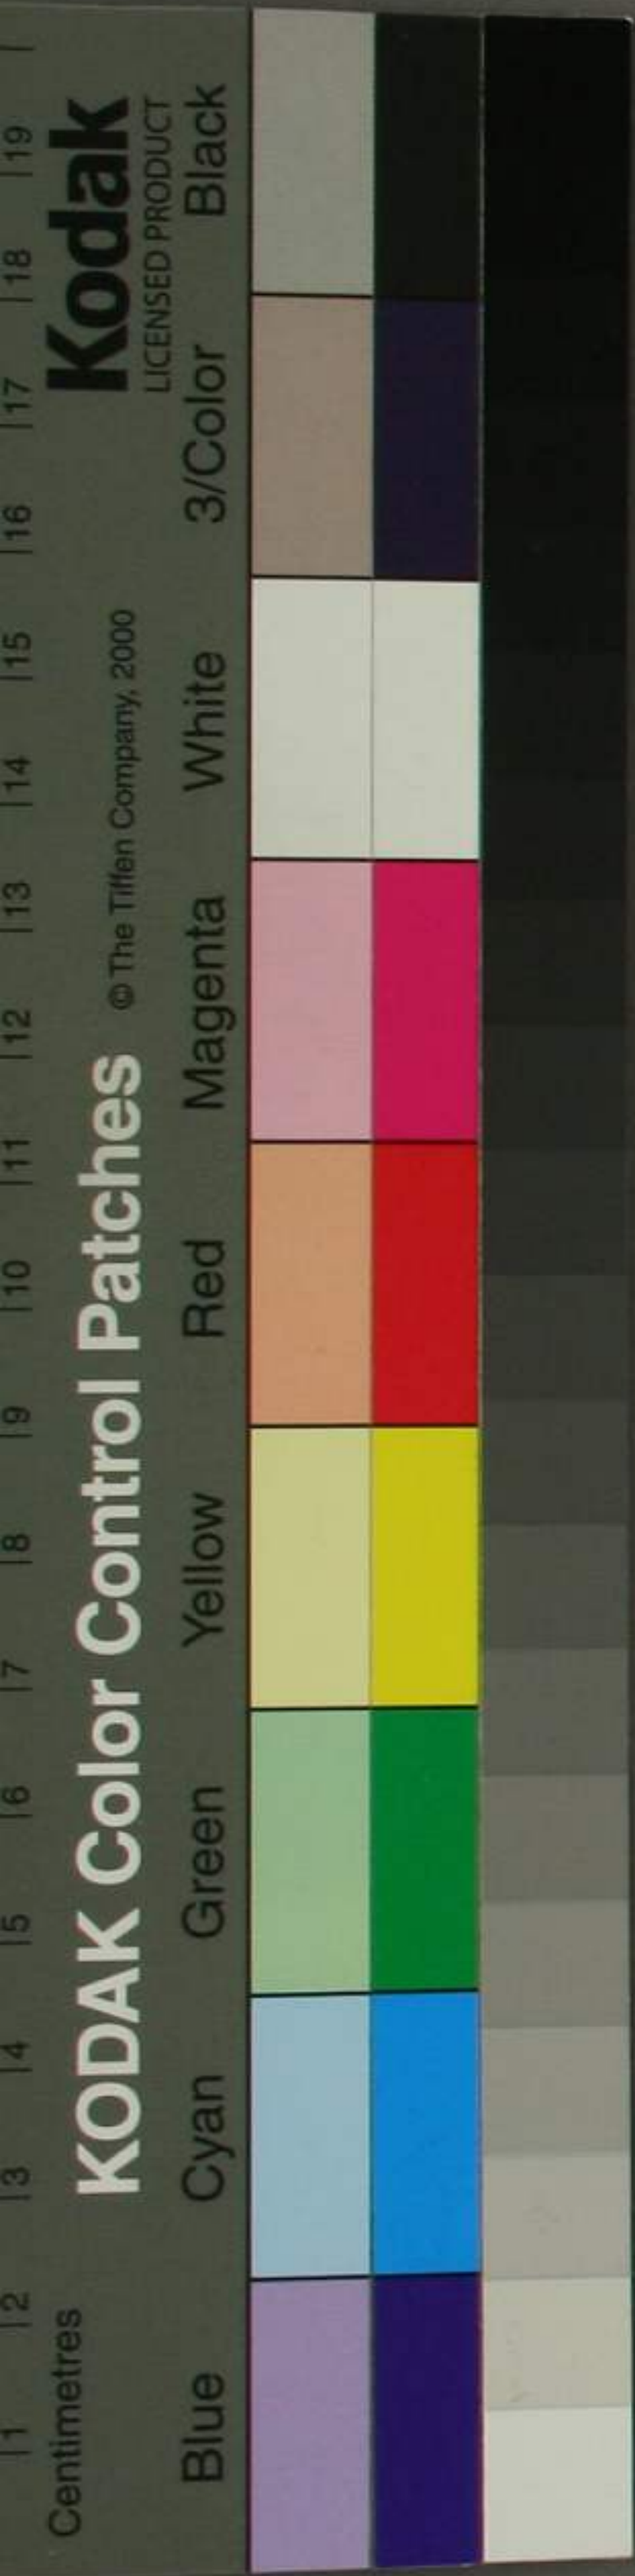 Centimetres
1 2 3 4 5 6 7 8 9 10 11 12 13 14 15 16 17 18 19
KODAK Color Control Patches © The Tiffen Company, 2000
Kodak
LICENSED PRODUCT
Blue Cyan Green Yellow Red Magenta White 3/Color Black